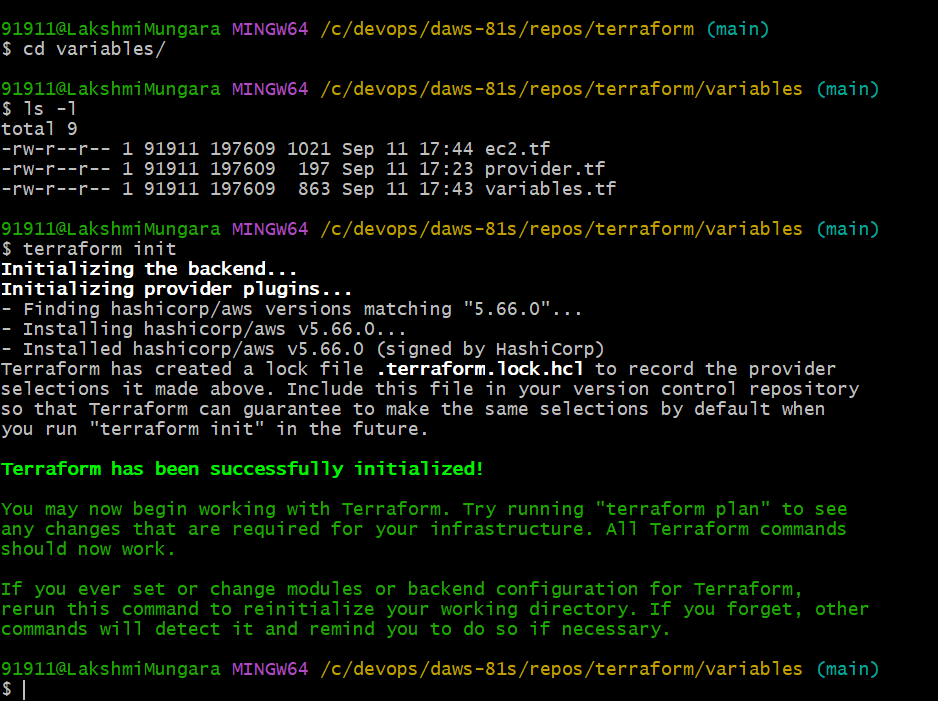 91911@LakshmiMungara MINGW64 /c/devops/daws-81s/repos/terraform (main)
$ cd variables/
91911@LakshmiMungara MINGW64 /c/devops/daws-81s/repos/terraform/variables (main)
$ ls -l
total 9
-rw-r--r-- 1 91911 197609 1021 Sep 11 17:44 ec2.tf
-rw-r--r-- 1 91911 197609  197 Sep 11 17:23 provider.tf
-rw-r--r-- 1 91911 197609  863 Sep 11 17:43 variables.tf
91911@LakshmiMungara MINGW64 /c/devops/daws-81s/repos/terraform/variables (main)
$ terraform init
Initializing the backend...
Initializing provider plugins...
- Finding hashicorp/aws versions matching "5.66.0"...
- Installing hashicorp/aws v5.66.0...
- Installed hashicorp/aws v5.66.0 (signed by HashiCorp)
Terraform has created a lock file .terraform.lock.hcl to record the provider
selections it made above. Include this file in your version control repository
so that Terraform can guarantee to make the same selections by default when
you run "terraform init" in the future.
Terraform has been successfully initialized!
You may now begin working with Terraform. Try running "terraform plan" to see
any changes that are required for your infrastructure. All Terraform commands
should now work.
If you ever set or change modules or backend configuration for Terraform,
rerun this command to reinitialize your working directory. If you forget, other
commands will detect it and remind you to do so if necessary.
91911@LakshmiMungara MINGW64 /c/devops/daws-81s/repos/terraform/variables (main)
$